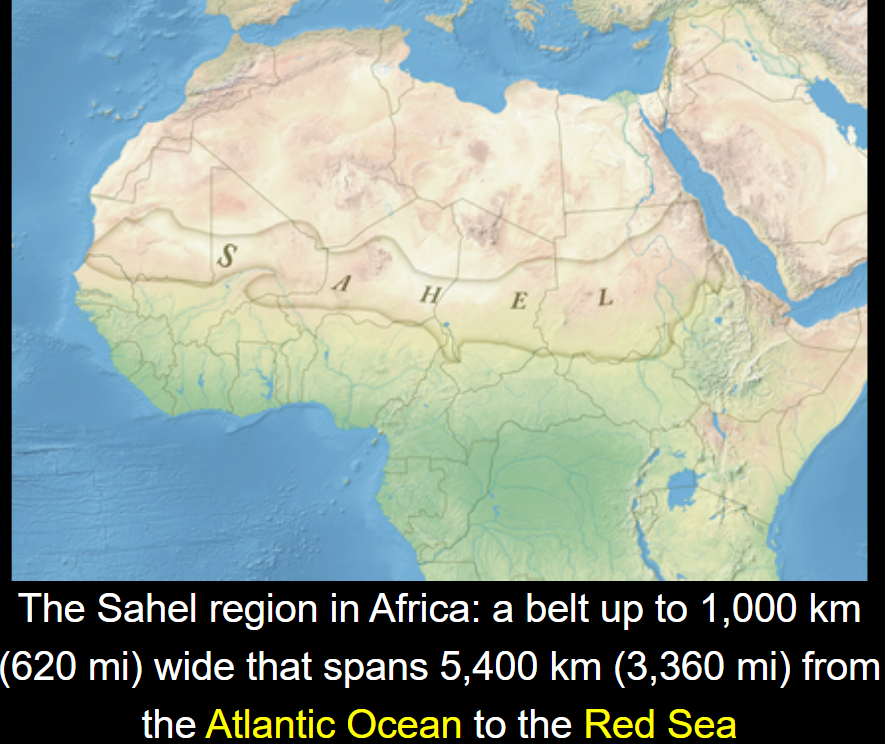 S A H E L
The Sahel region in Africa: a belt up to 1,000 km
(620 mi) wide that spans 5,400 km (3,360 mi) from
the Atlantic Ocean to the Red Sea